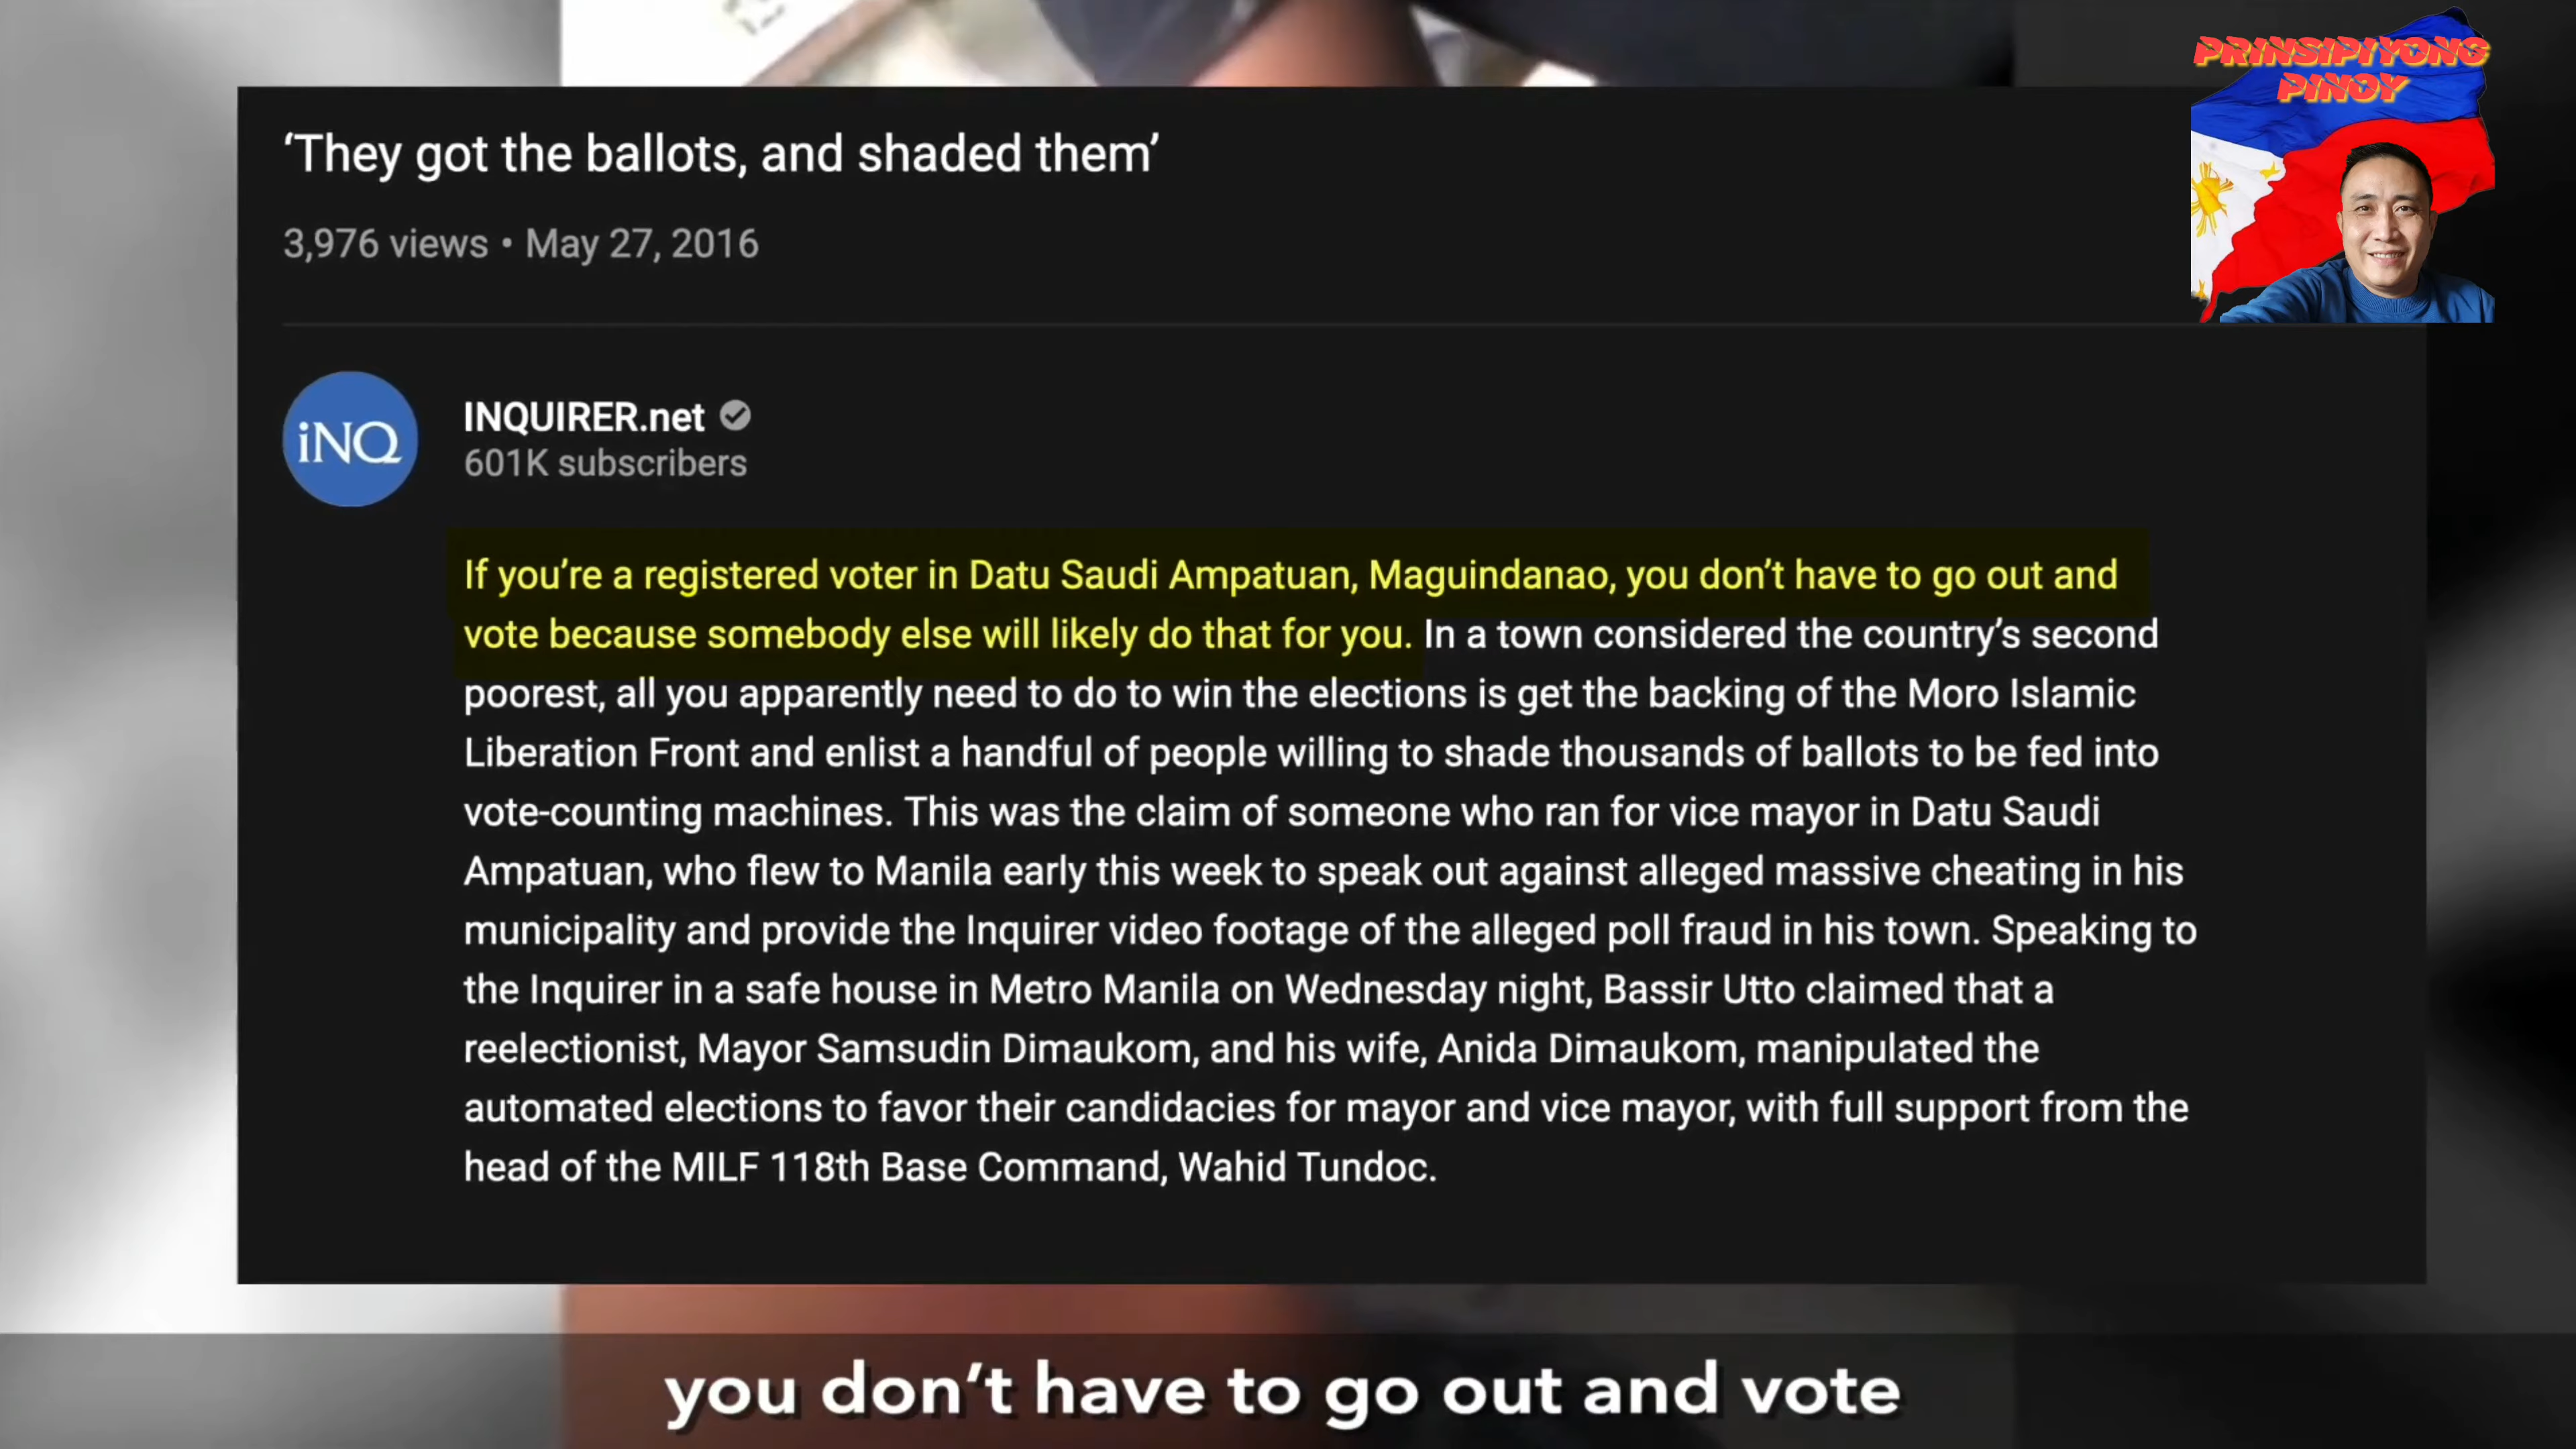 PRINSIPIYONG
PINOY
‘They got the ballots, and shaded them’
3,976 views • May 27, 2016
iNQ
INQUIRER.net
601K subscribers
If you’re a registered voter in Datu Saudi Ampatuan, Maguindanao, you don’t have to go out and
vote because somebody else will likely do that for you. In a town considered the country’s second
poorest, all you apparently need to do to win the elections is get the backing of the Moro Islamic
Liberation Front and enlist a handful of people willing to shade thousands of ballots to be fed into
vote-counting machines. This was the claim of someone who ran for vice mayor in Datu Saudi
Ampatuan, who flew to Manila early this week to speak out against alleged massive cheating in his
municipality and provide the Inquirer video footage of the alleged poll fraud in his town. Speaking to
the Inquirer in a safe house in Metro Manila on Wednesday night, Bassir Utto claimed that a
reelectionist, Mayor Samsudin Dimaukom, and his wife, Anida Dimaukom, manipulated the
automated elections to favor their candidacies for mayor and vice mayor, with full support from the
head of the MILF 118th Base Command, Wahid Tundoc.
you don’t have to go out and vote